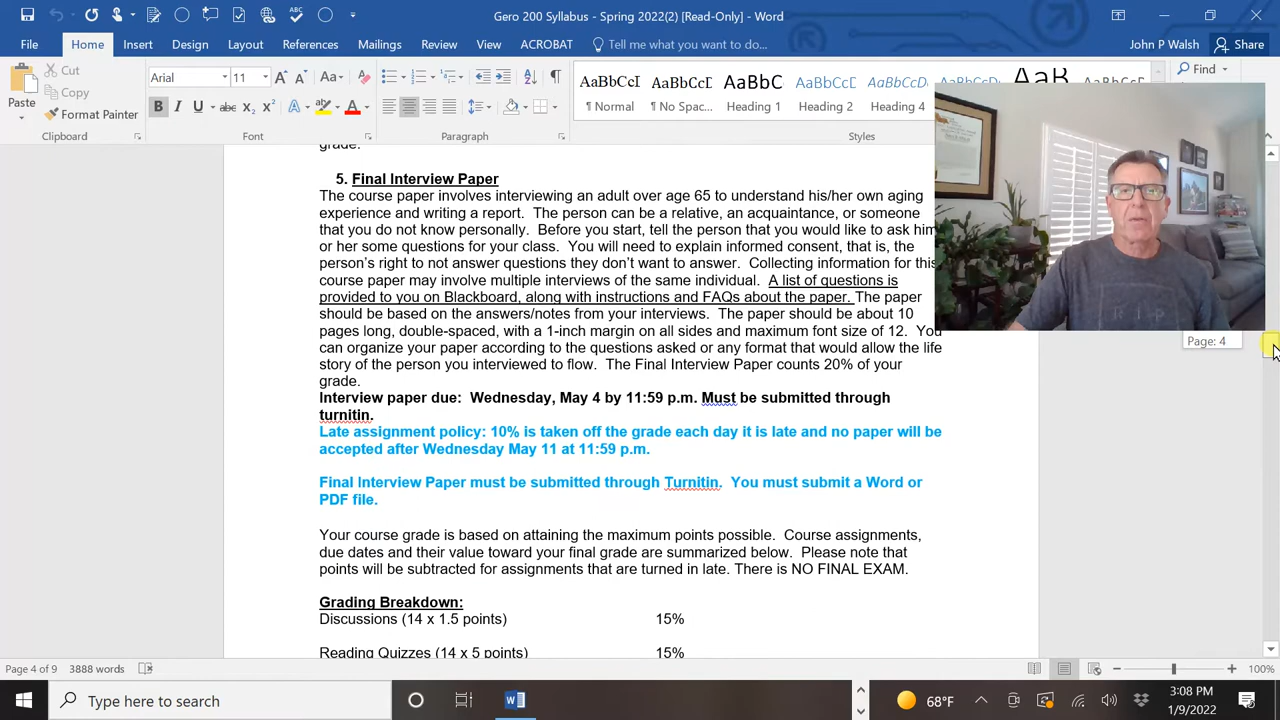 Gero 200 Syllabus - Spring 2022(2) [Read-Only] - Word
File Home Insert Design Layout References Mailings Review View ACROBAT Tell me what you want to do... John P Walsh Share
Paste
Cut
Copy
Format Painter
Clipboard
Arial 11
Font
Paragraph
AaBbCcI AaBbCcD AaBbC AaBbCcD AaBbCcD
¶ Normal ¶ No Spac... Heading 1 Heading 2 Heading 4
Styles
Find
grade.
5. Final Interview Paper
The course paper involves interviewing an adult over age 65 to understand his/her own aging
experience and writing a report. The person can be a relative, an acquaintance, or someone
that you do not know personally. Before you start, tell the person that you would like to ask him
or her some questions for your class. You will need to explain informed consent, that is, the
person's right to not answer questions they don't want to answer. Collecting information for this
course paper may involve multiple interviews of the same individual. A list of questions is
provided to you on Blackboard, along with instructions and FAQs about the paper. The paper
should be based on the answers/notes from your interviews. The paper should be about 10
pages long, double-spaced, with a 1-inch margin on all sides and maximum font size of 12. You
can organize your paper according to the questions asked or any format that would allow the life
story of the person you interviewed to flow. The Final Interview Paper counts 20% of your
grade.
Interview paper due: Wednesday, May 4 by 11:59 p.m. Must be submitted through
turnitin.
Late assignment policy: 10% is taken off the grade each day it is late and no paper will be
accepted after Wednesday May 11 at 11:59 p.m.
Final Interview Paper must be submitted through Turnitin. You must submit a Word or
PDF file.
Your course grade is based on attaining the maximum points possible. Course assignments,
due dates and their value toward your final grade are summarized below. Please note that
points will be subtracted for assignments that are turned in late. There is NO FINAL EXAM.
Grading Breakdown:
Discussions (14 x 1.5 points) 15%
Reading Quizzes (14 x 5 points) 15%
Page: 4
Page 4 of 9 3888 words 100%
Type here to search
68°F
3:08 PM
1/9/2022